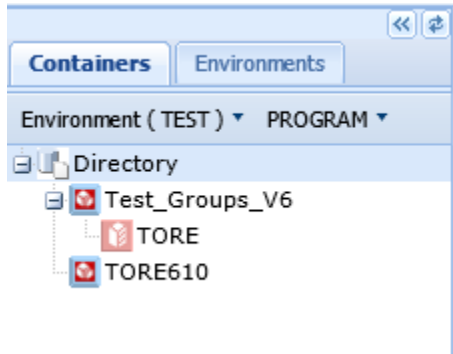 Containers Environments
Environment ( TEST ) PROGRAM
Directory
Test_Groups_V6
TORE
TORE610